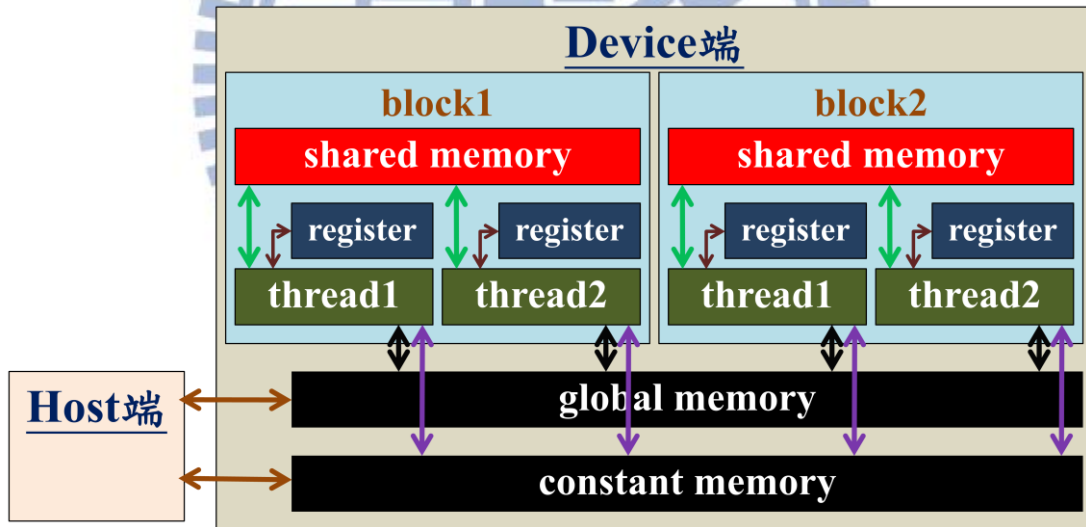 Device端
block1
block2
shared memory
shared memory
register
register
register
register
thread1
thread2
thread1
thread2
Host端
global memory
constant memory